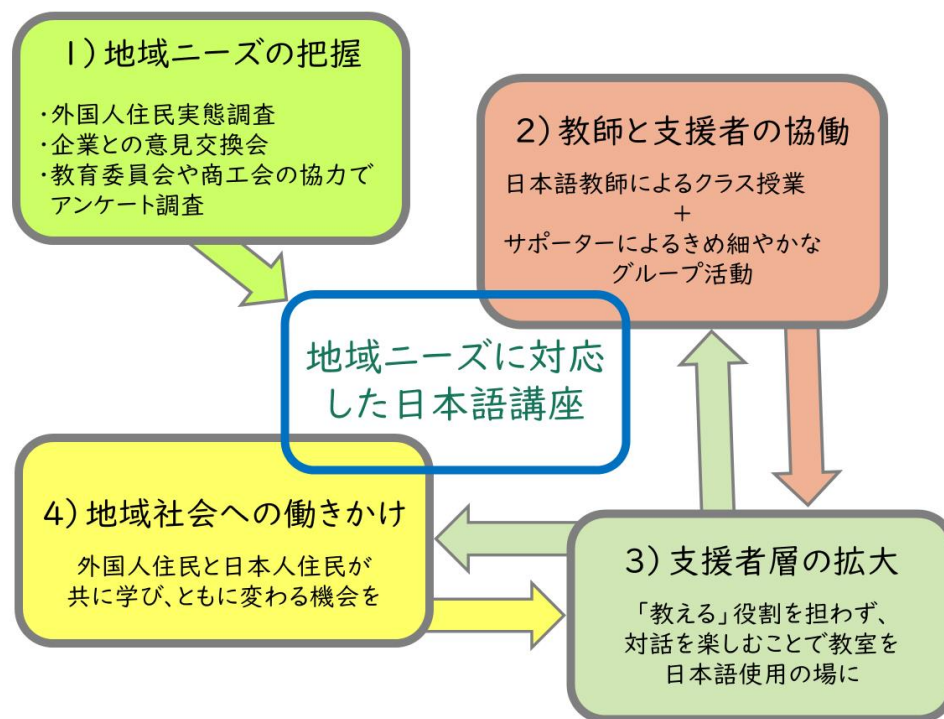 1)地域ニーズの把握
・外国人住民実態調査
・企業との意見交換会
・教育委員会や商工会の協力で
アンケート調査
2)教師と支援者の協働
日本語教師によるクラス授業
+
サポーターによるきめ細やかな
グループ活動
地域ニーズに対応
した日本語講座
4)地域社会への働きかけ
外国人住民と日本人住民が
共に学び、ともに変わる機会を
3)支援者層の拡大
「教える」役割を担わず、
対話を楽しむことで教室を
日本語使用の場に